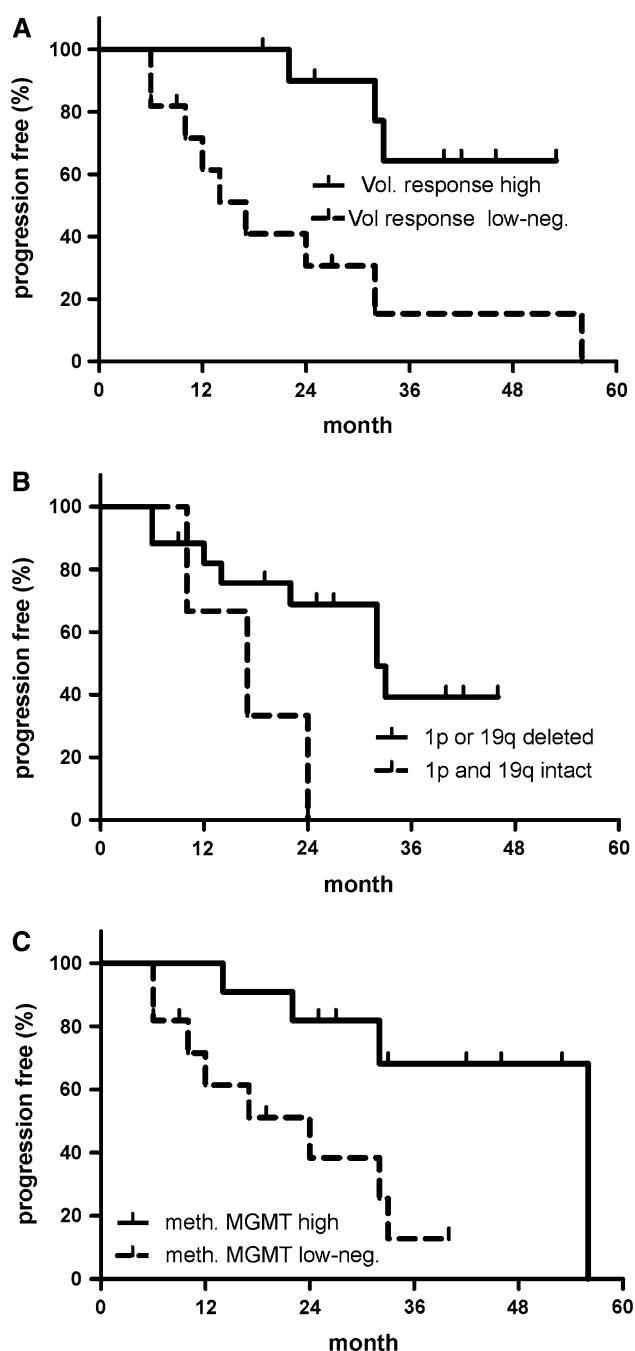 A
progression free (%)
100
80
60
40
20
0
Vol. response high
Vol response low-neg.
0 12 24 36 48 60
month
B
progression free (%)
100
80
60
40
20
0
1p or 19q deleted
1p and 19q intact
0 12 24 36 48 60
month
C
progression free (%)
100
80
60
40
20
0
meth. MGMT high
meth. MGMT low-neg.
0 12 24 36 48 60
month